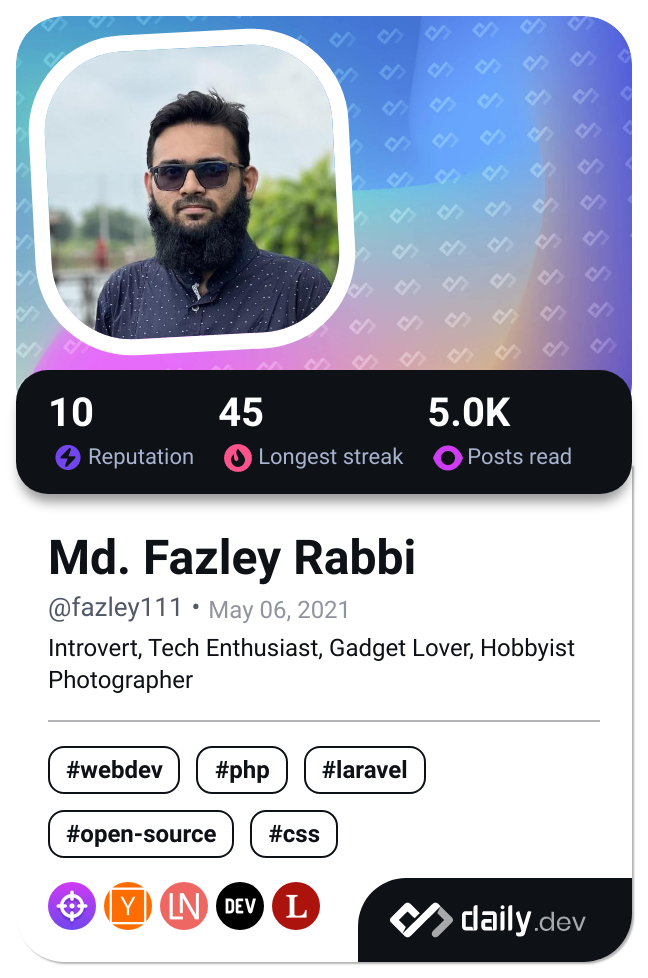 10 45 5.0K
Reputation Longest streak Posts read
Md. Fazley Rabbi
@fazley111 • May 06, 2021
Introvert, Tech Enthusiast, Gadget Lover, Hobbyist
Photographer
#webdev #php #laravel
#open-source #css
Y LN DEV L
daily.dev